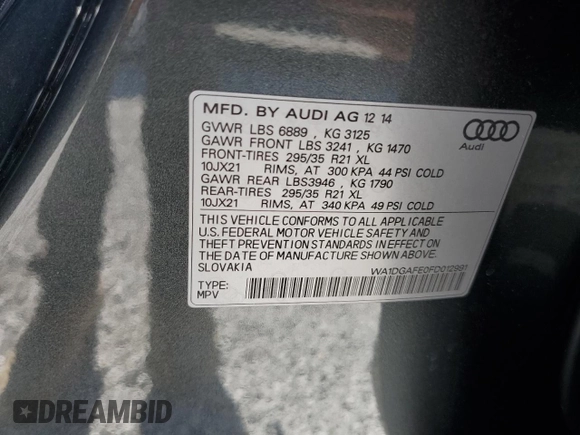 MFD. BY AUDI AG 12 14
GVWR LBS 6889 , KG 3125
GAWR FRONT LBS 3241 , KG 1470
FRONT-TIRES 295/35 R21 XL
10JX21 RIMS, AT 300 KPA 44 PSI COLD
GAWR REAR LBS3946 , KG 1790
REAR-TIRES 295/35 R21 XL
10JX21 RIMS, AT 340 KPA 49 PSI COLD
THIS VEHICLE CONFORMS TO ALL APPLICABLE
U.S. FEDERAL MOTOR VEHICLE SAFETY AND
THEFT PREVENTION STANDARDS IN EFFECT ON
THE DATE OF MANUFACTURE SHOWN ABOVE.
SLOVAKIA
WA1DGAFE0FD012991
TYPE:
MPV
Audi
DREAMBID